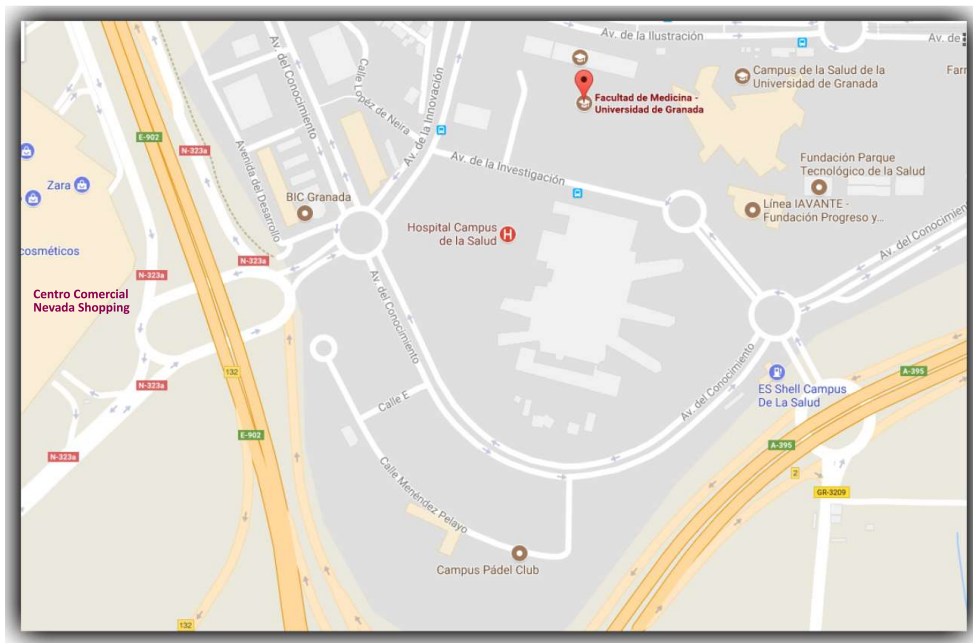 Av. de la Ilustración
Av. de
Campus de la Salud de la
Universidad de Granada
Farr
Facultad de Medicina -
Universidad de Granada
Av. del Conocimiento
Calle López de Neira
Av. de la Innovación
E-902
N-323a
Avenida del Desarrollo
Av. de la Investigación
Fundación Parque
Tecnológico de la Salud
Zara
BIC Granada
Línea IAVANTE -
Fundación Progreso y...
Hospital Campus
de la Salud
H
Av. del Conocimiento
cosméticos
N-323a
N-323a
Centro Comercial
Nevada Shopping
Av. del Conocimiento
132
N-323a
Av. del Conocimiento
ES Shell Campus
De La Salud
A-395
Calle E
E-902
A-395
N-323a
2
GR-3209
Calle Menéndez Pelayo
Campus Pádel Club
132